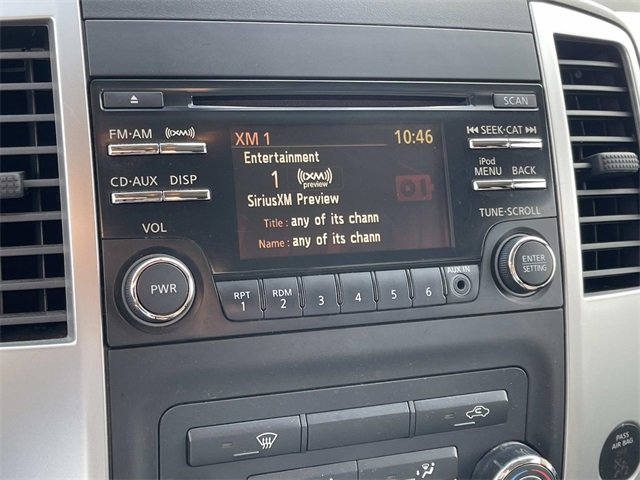 SCAN
FM·AM
((XM))
SEEK·CAT
CD·AUX
DISP
iPod
MENU
BACK
VOL
TUNE·SCROLL
XM 1
10:46
Entertainment
1
((XM))
preview
SiriusXM Preview
Title : any of its chann
Name : any of its chann
PWR
ENTER
SETTING
RPT
1
RDM
2
3
4
5
6
AUX IN
PASS
AIR BAG